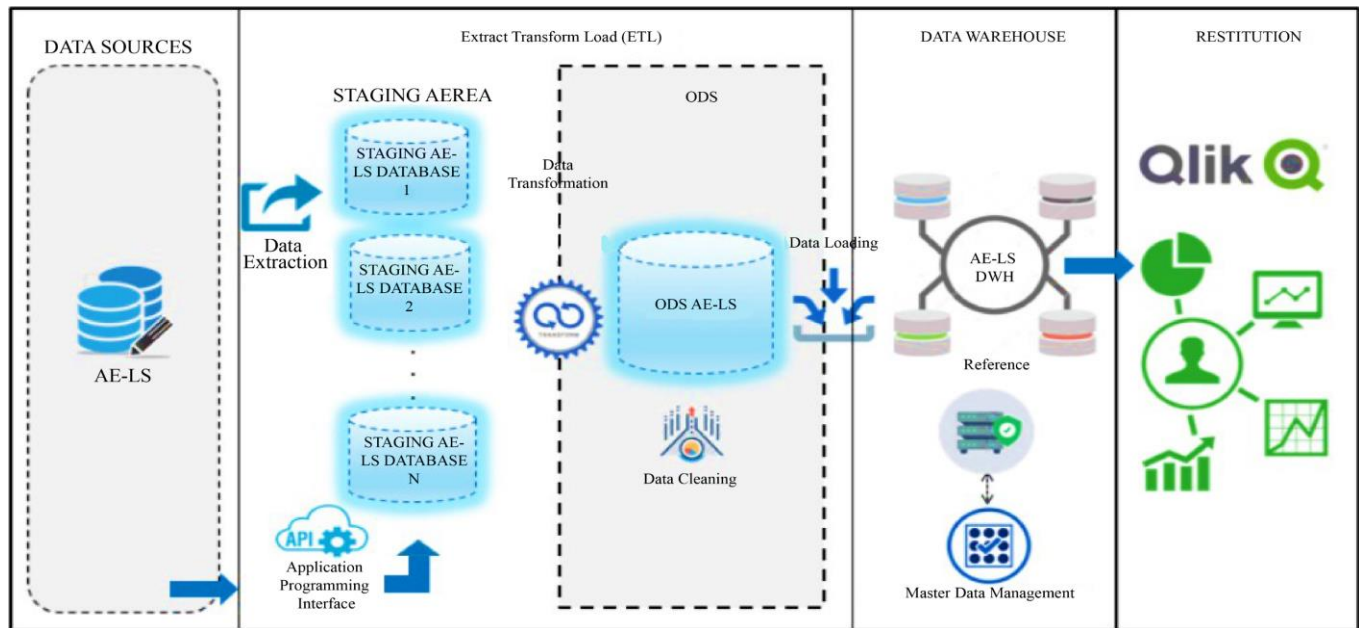 DATA SOURCES
AE-LS
Extract Transform Load (ETL)
STAGING AEREA
STAGING AE-
LS DATABASE
1
STAGING AE-
LS DATABASE
2
STAGING AE-
LS DATABASE
N
Data
Extraction
API
Application
Programming
Interface
Data
Transformation
TRANSFORM
ODS
ODS AE-LS
Data Cleaning
Data Loading
DATA WAREHOUSE
AE-LS
DWH
Reference
Master Data Management
RESTITUTION
Qlik